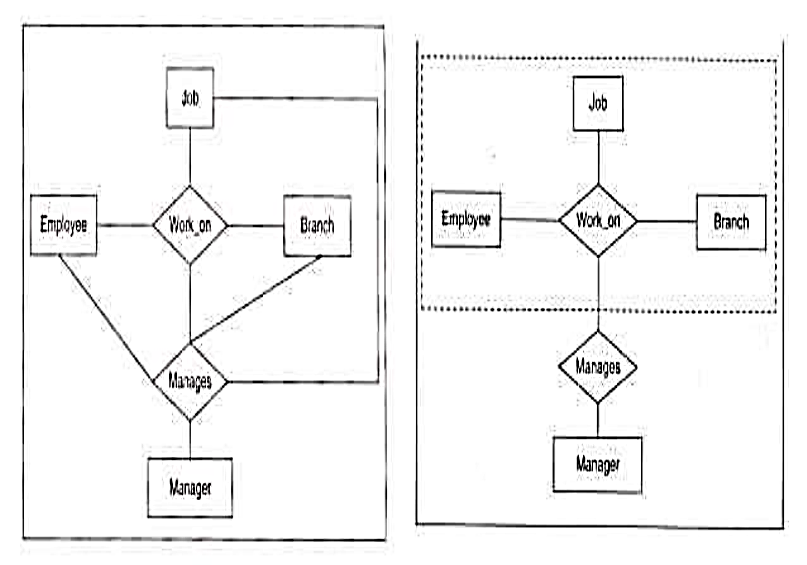 Job
Employee
Work_on
Branch
Manages
Manager
Job
Employee
Work_on
Branch
Manages
Manager